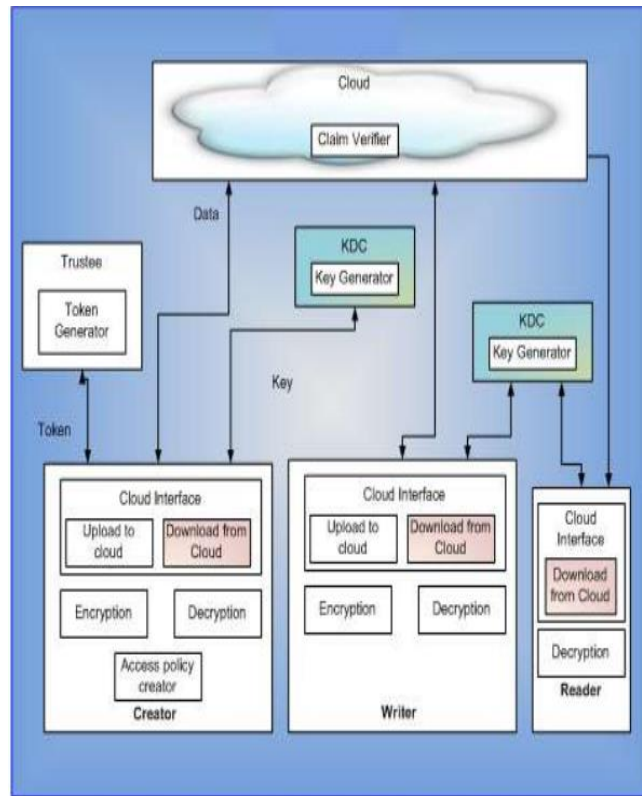 Cloud
Claim Verifier
Data
KDC
Key Generator
Trustee
Token
Generator
KDC
Key Generator
Key
Token
Cloud Interface
Upload to
cloud
Download from
Cloud
Encryption
Decryption
Access policy
creator
Creator
Cloud Interface
Upload to
cloud
Download from
Cloud
Encryption
Decryption
Writer
Cloud
Interface
Download
from Cloud
Decryption
Reader